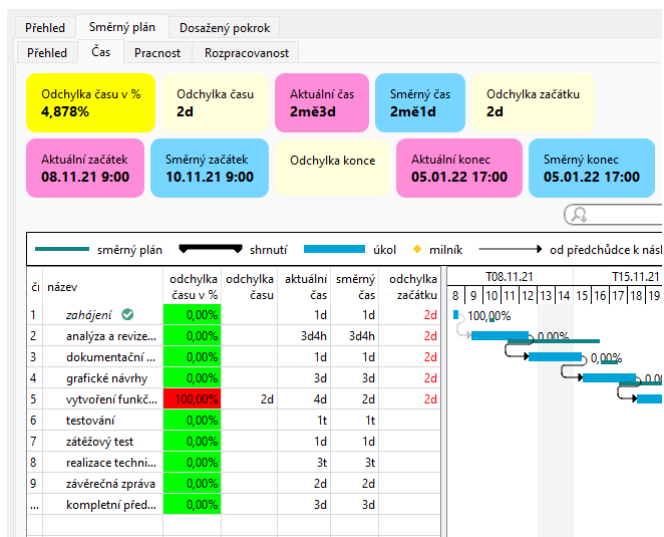 Přehled Směrný plán Dosažený pokrok
Přehled Čas Pracnost Rozpracovanost
Odchylka času v % Odchylka času Aktuální čas Směrný čas Odchylka začátku
4,878% 2d 2mě3d 2mě1d 2d
Aktuální začátek Směrný začátek Odchylka konce Aktuální konec Směrný konec
08.11.21 9:00 10.11.21 9:00 05.01.22 17:00 05.01.22 17:00
směrný plán shrnutí úkol milník od předchůdce k násl
čí název odchylka času v % odchylka času aktuální čas směrný čas odchylka začátku T08.11.21 T15.11.21
8 9 10 11 12 13 14 15 16 17 18 19
1 zahájení 0,00% 1d 1d 2d 100,00%
2 analýza a revize... 0,00% 3d4h 3d4h 2d 0,00%
3 dokumentační ... 0,00% 1d 1d 2d 0,00%
4 grafické návrhy 0,00% 3d 3d 2d 0,00
5 vytvoření funkč... 100,00% 2d 4d 2d 2d
6 testování 0,00% 1t 1t
7 zátěžový test 0,00% 1d 1d
8 realizace techni... 0,00% 3t 3t
9 závěrečná zpráva 0,00% 2d 2d
... kompletní před... 0,00% 3d 3d